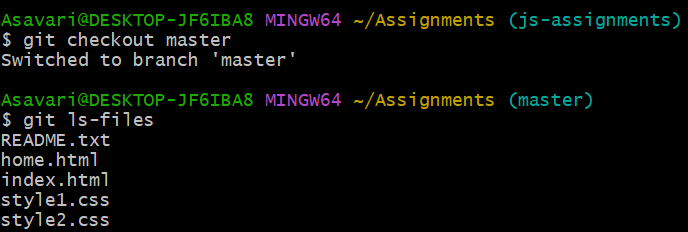 Asavari@DESKTOP-JF6IBA8 MINGW64 ~/Assignments (js-assignments)
$ git checkout master
Switched to branch 'master'
Asavari@DESKTOP-JF6IBA8 MINGW64 ~/Assignments (master)
$ git ls-files
README.txt
home.html
index.html
style1.css
style2.css